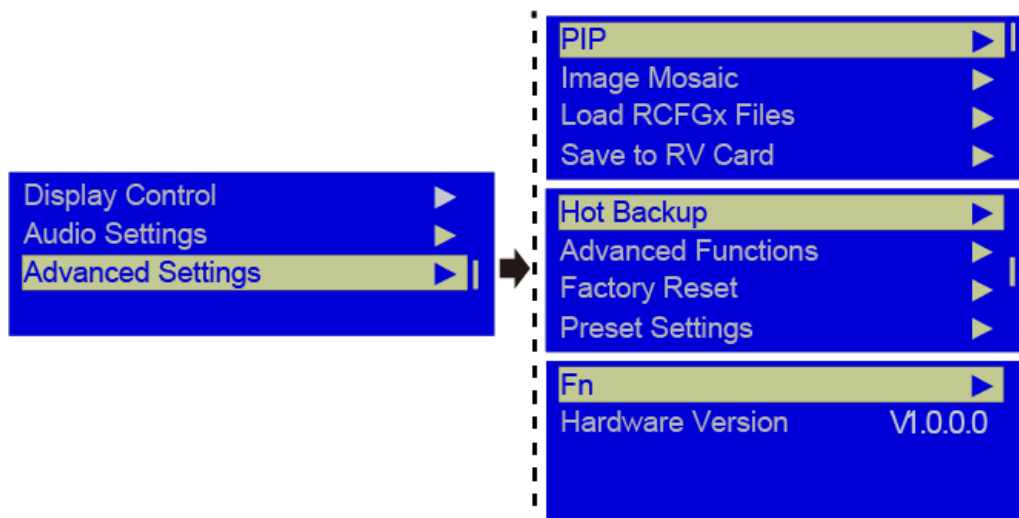 Display Control
Audio Settings
Advanced Settings
PIP
Image Mosaic
Load RCFGx Files
Save to RV Card
Hot Backup
Advanced Functions
Factory Reset
Preset Settings
Fn
Hardware Version V1.0.0.0